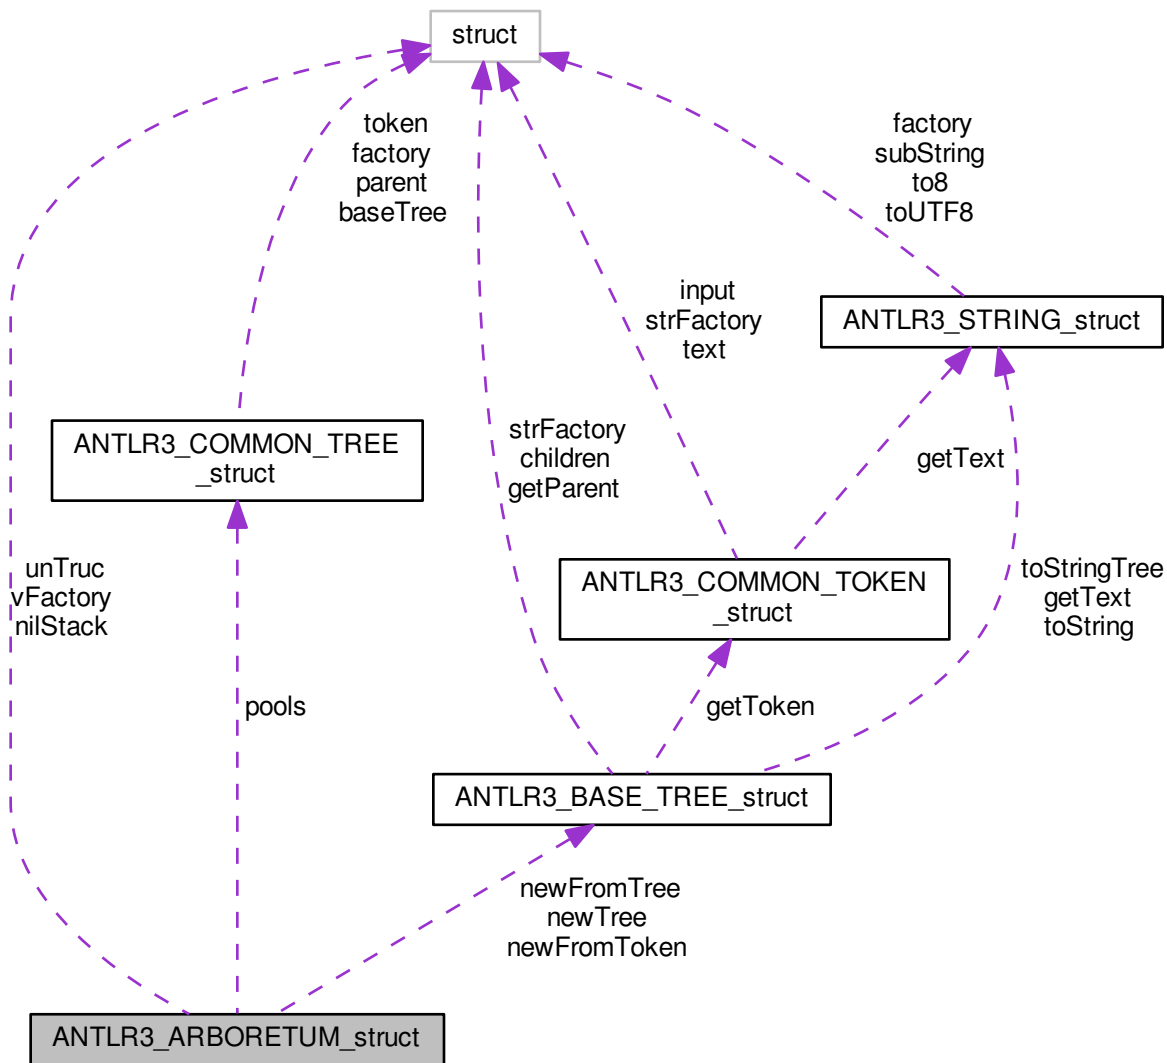 struct
token
factory
parent
baseTree
factory
subString
to8
toUTF8
input
strFactory
text
ANTLR3_STRING_struct
ANTLR3_COMMON_TREE
_struct
strFactory
children
getParent
getText
unTruc
vFactory
nilStack
ANTLR3_COMMON_TOKEN
_struct
toStringTree
getText
toString
pools
getToken
ANTLR3_BASE_TREE_struct
newFromTree
newTree
newFromToken
ANTLR3_ARBORETUM_struct